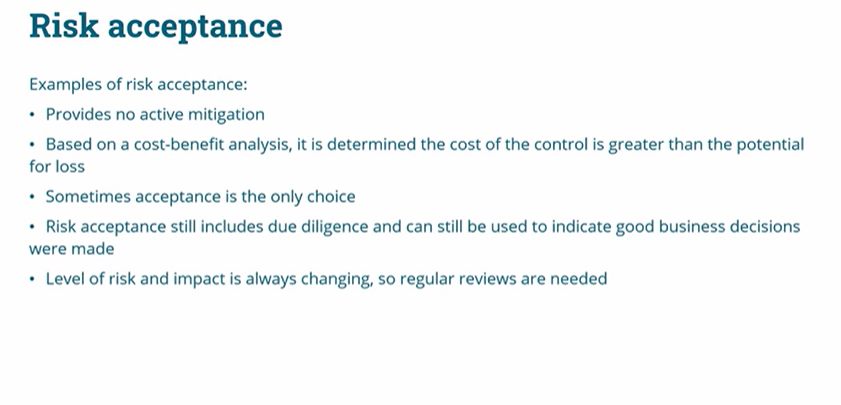 Risk acceptance
Examples of risk acceptance:
• Provides no active mitigation
• Based on a cost-benefit analysis, it is determined the cost of the control is greater than the potential
for loss
• Sometimes acceptance is the only choice
• Risk acceptance still includes due diligence and can still be used to indicate good business decisions
were made
• Level of risk and impact is always changing, so regular reviews are needed